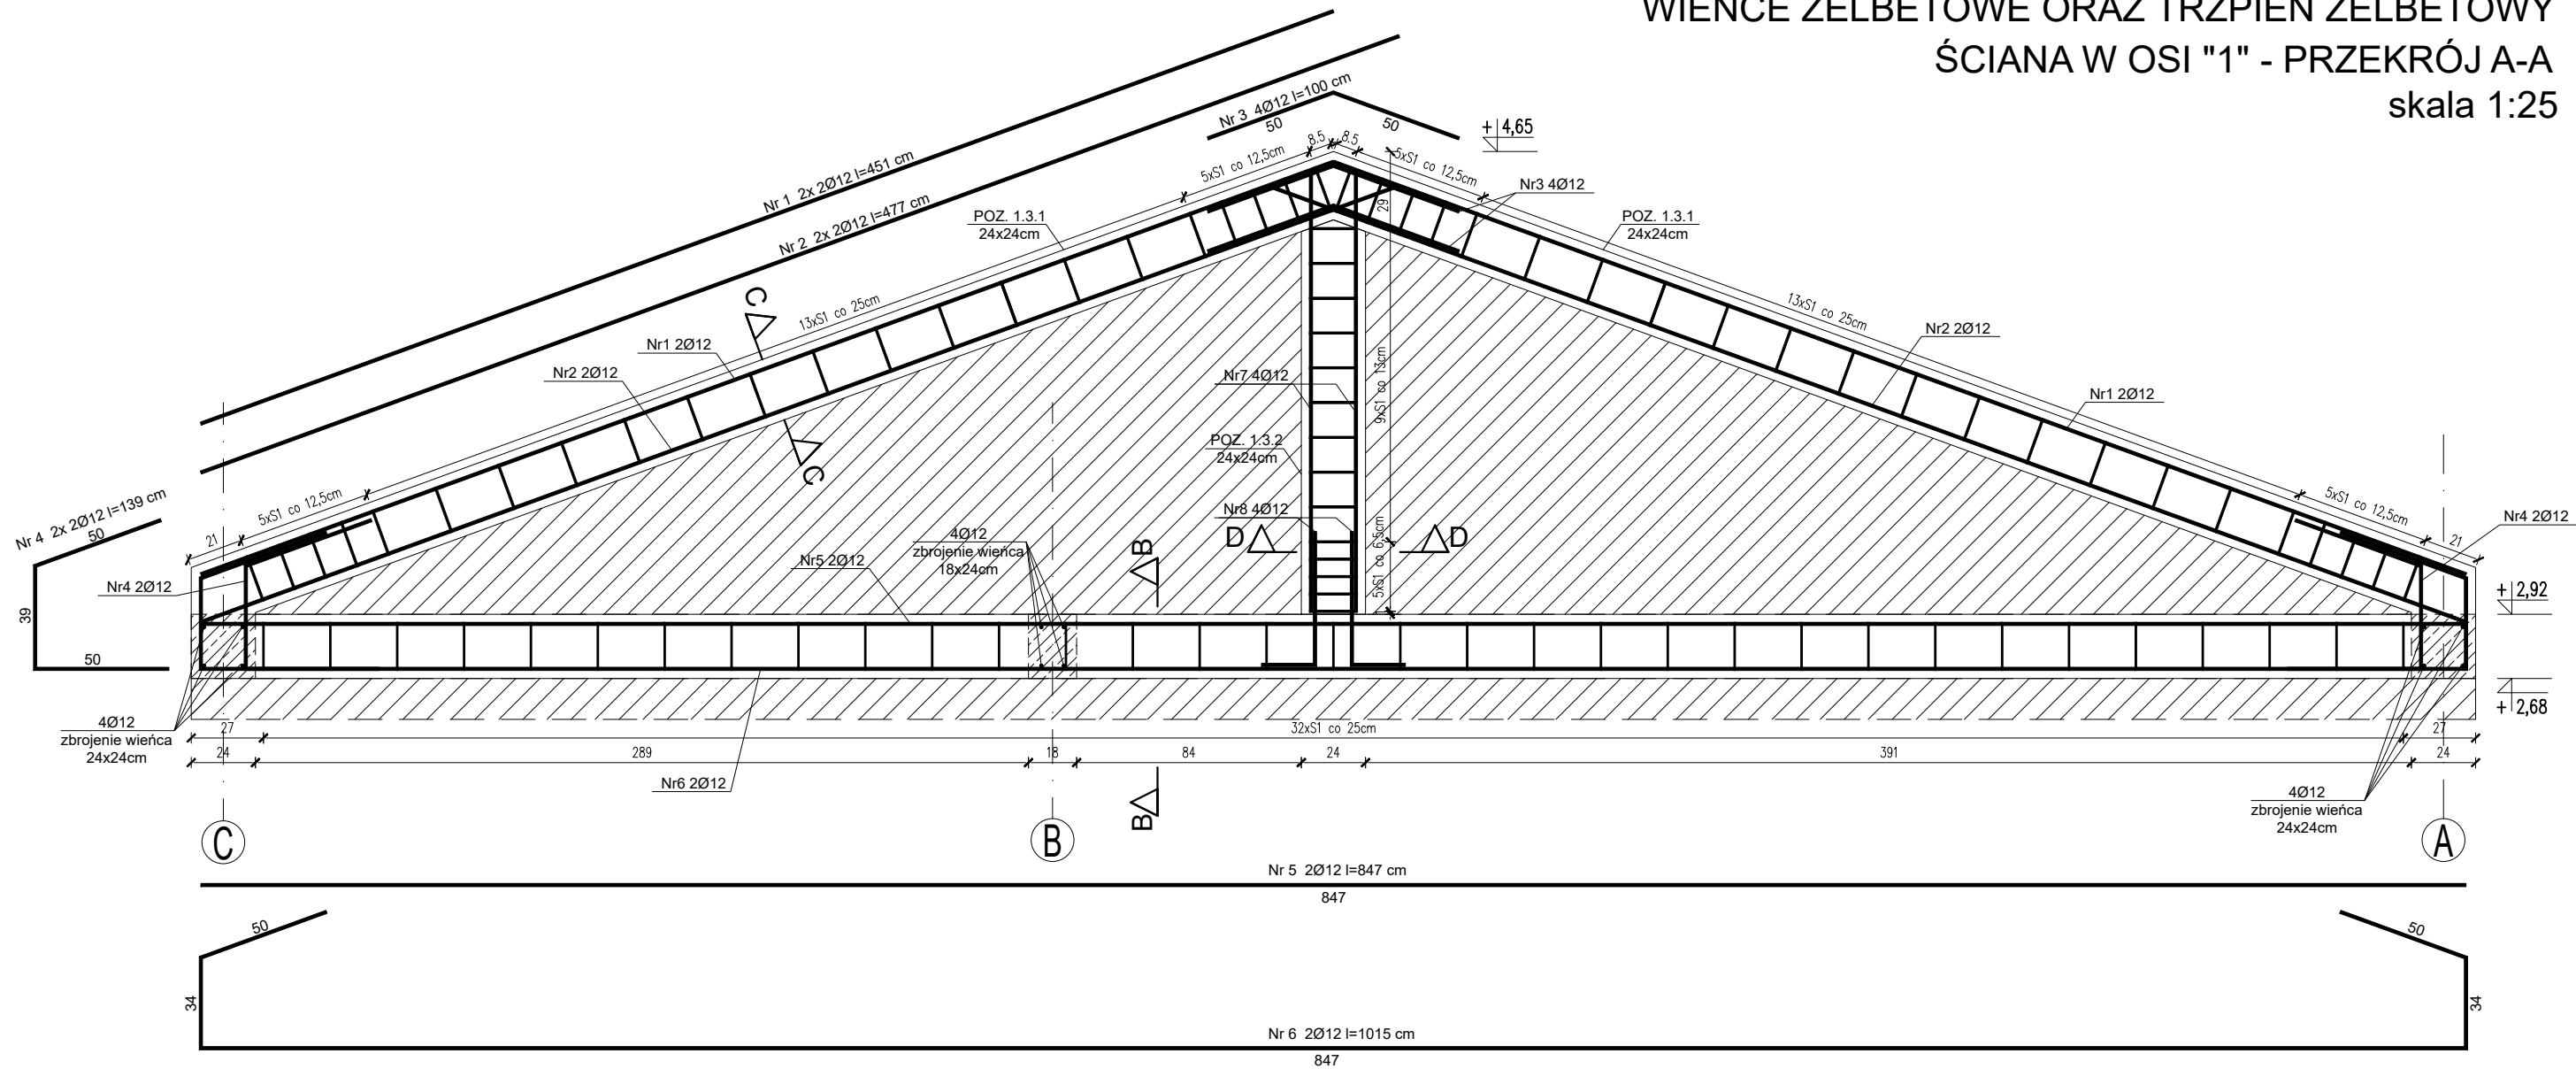 WIEŃCE ŻELBETOWE ORAZ TRZPIEŃ ŻELBETOWY
ŚCIANA W OSI "1" - PRZEKRÓJ A-A
skala 1:25
Nr 1 2x 2Ø12 l=451 cm
Nr 2 2x 2Ø12 l=477 cm
Nr 3 4Ø12 l=100 cm
50
50
+ 4,65
8.5
8.5
5xS1 co 12,5cm
5xS1 co 12,5cm
Nr3 4Ø12
29
POZ. 1.3.1
24x24cm
POZ. 1.3.1
24x24cm
C
13xS1 co 25cm
13xS1 co 25cm
Nr1 2Ø12
Nr2 2Ø12
Nr2 2Ø12
Nr7 4Ø12
9xS1 co 13cm
Nr1 2Ø12
POZ. 1.3.2
24x24cm
C
Nr 4 2x 2Ø12 l=139 cm
50
39
50
21
5xS1 co 12,5cm
5xS1 co 12,5cm
21
Nr8 4Ø12
Nr4 2Ø12
4Ø12
zbrojenie wieńca
18x24cm
D
D
B
5xS1 co 6,5cm
Nr5 2Ø12
Nr4 2Ø12
+ 2,92
+ 2,68
4Ø12
zbrojenie wieńca
24x24cm
27
32xS1 co 25cm
27
24
289
18
84
24
391
24
Nr6 2Ø12
B
4Ø12
zbrojenie wieńca
24x24cm
C
B
A
Nr 5 2Ø12 l=847 cm
847
50
50
34
34
Nr 6 2Ø12 l=1015 cm
847